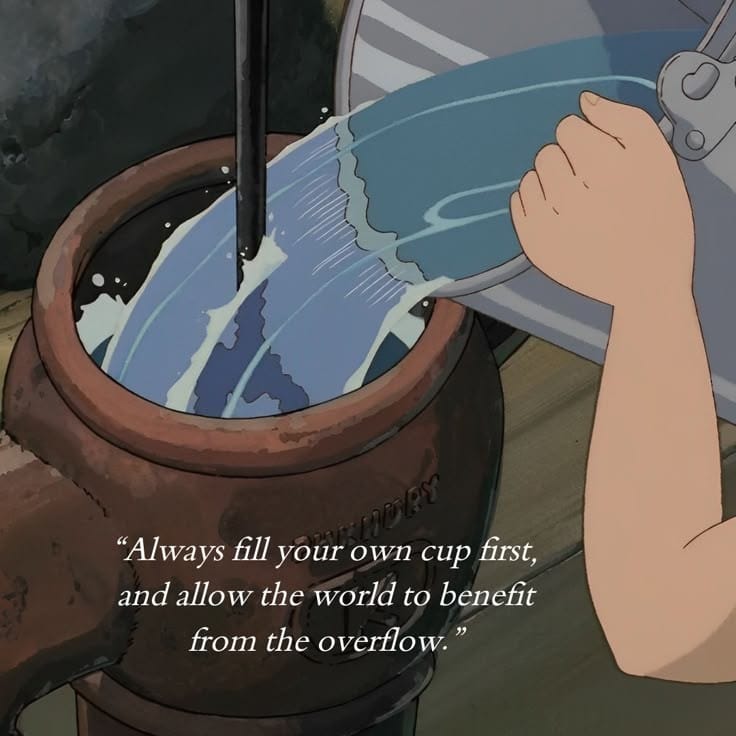 “Always fill your own cup first,
and allow the world to benefit
from the overflow.”